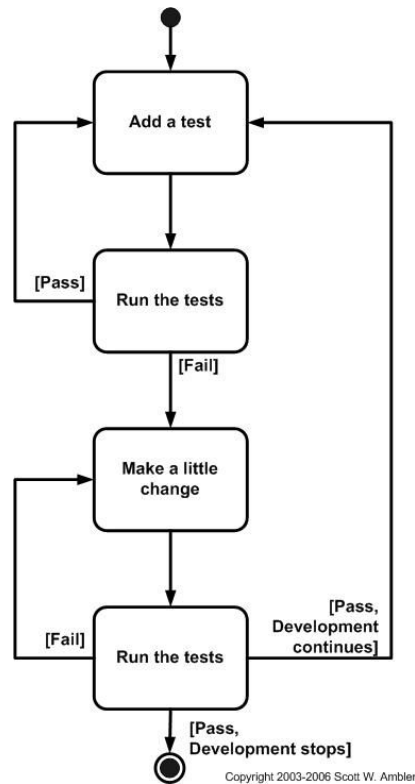 Add a test
[Pass]
Run the tests
[Fail]
Make a little
change
[Fail]
Run the tests
[Pass,
Development
continues]
[Pass,
Development stops]
Copyright 2003-2006 Scott W. Ambler